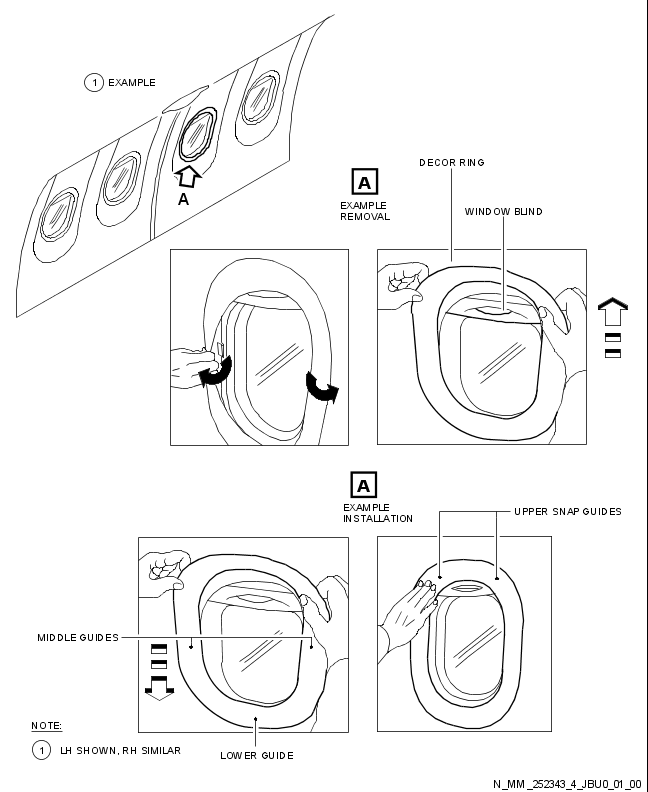 1 EXAMPLE
A
DECOR RING
A
EXAMPLE
REMOVAL
WINDOW BLIND
A
EXAMPLE
INSTALLATION
UPPER SNAP GUIDES
MIDDLE GUIDES
NOTE:
1 LH SHOWN, RH SIMILAR
LOWER GUIDE
N_MM_252343_4_JBU0_01_00